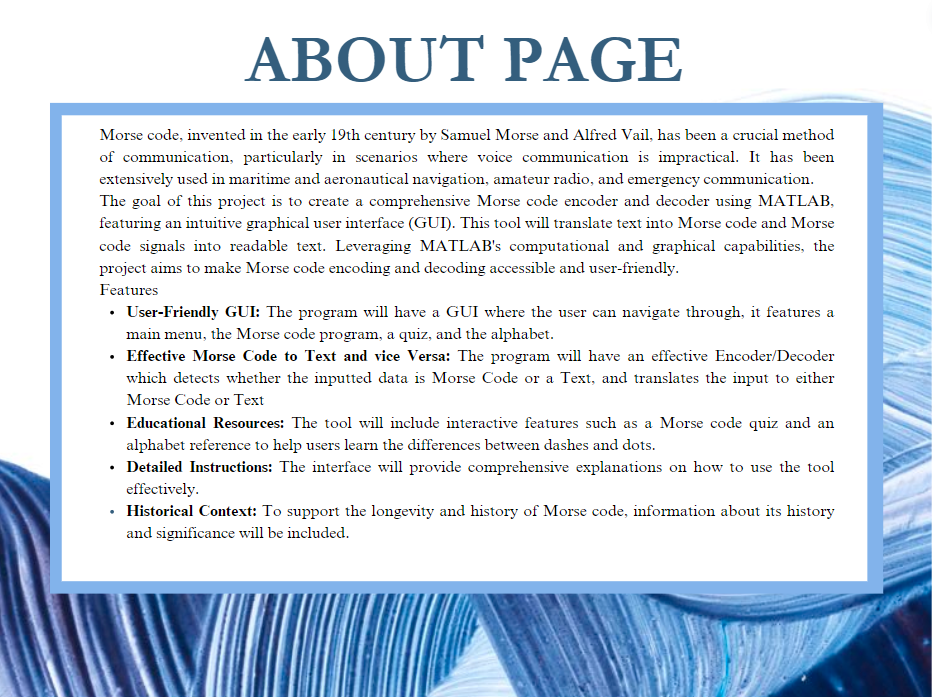 ABOUT PAGE
Morse code, invented in the early 19th century by Samuel Morse and Alfred Vail, has been a crucial method
of communication, particularly in scenarios where voice communication is impractical. It has been
extensively used in maritime and aeronautical navigation, amateur radio, and emergency communication.
The goal of this project is to create a comprehensive Morse code encoder and decoder using MATLAB,
featuring an intuitive graphical user interface (GUI). This tool will translate text into Morse code and Morse
code signals into readable text. Leveraging MATLAB's computational and graphical capabilities, the
project aims to make Morse code encoding and decoding accessible and user-friendly.
Features
• User-Friendly GUI: The program will have a GUI where the user can navigate through, it features a
main menu, the Morse code program, a quiz, and the alphabet.
• Effective Morse Code to Text and vice Versa: The program will have an effective Encoder/Decoder
which detects whether the inputted data is Morse Code or a Text, and translates the input to either
Morse Code or Text
• Educational Resources: The tool will include interactive features such as a Morse code quiz and an
alphabet reference to help users learn the differences between dashes and dots.
• Detailed Instructions: The interface will provide comprehensive explanations on how to use the tool
effectively.
• Historical Context: To support the longevity and history of Morse code, information about its history
and significance will be included.